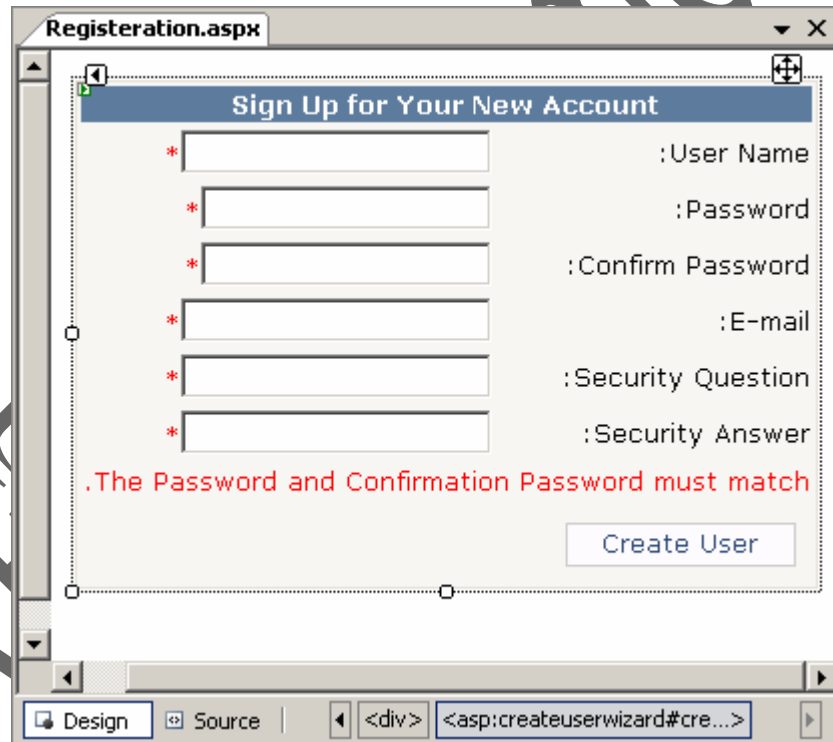 Registeration.aspx
Sign Up for Your New Account
*
:User Name
*
:Password
*
:Confirm Password
*
:E-mail
*
:Security Question
*
:Security Answer
.The Password and Confirmation Password must match
Create User
Design Source <div> <asp:createuserwizard#cre...>